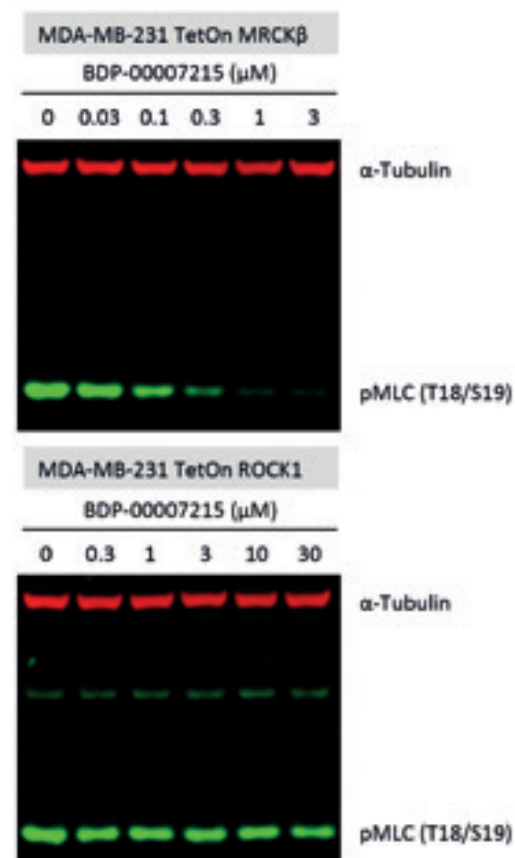 MDA-MB-231 TetOn MRCKβ
BDP-00007215 (μM)
0 0.03 0.1 0.3 1 3
α-Tubulin
pMLC (T18/S19)
MDA-MB-231 TetOn ROCK1
BDP-00007215 (μM)
0 0.3 1 3 10 30
α-Tubulin
pMLC (T18/S19)